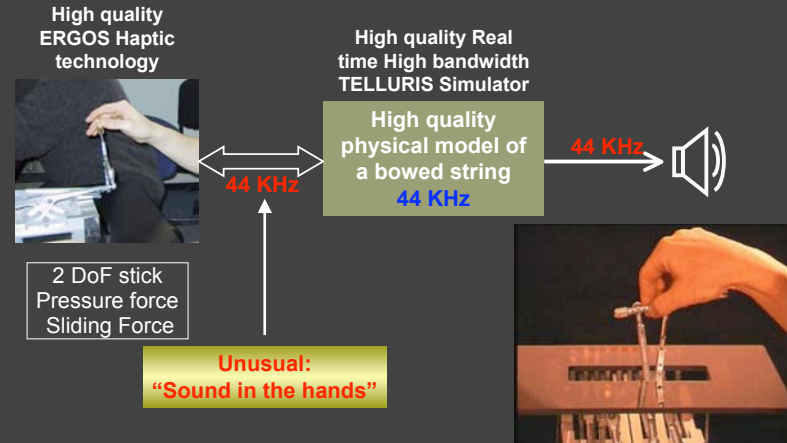 High quality
ERGOS Haptic
technology
High quality Real
time High bandwidth
TELLURIS Simulator
High quality
physical model of
a bowed string
44 KHz
44 KHz
44 KHz
2 DoF stick
Pressure force
Sliding Force
Unusual:
“Sound in the hands”